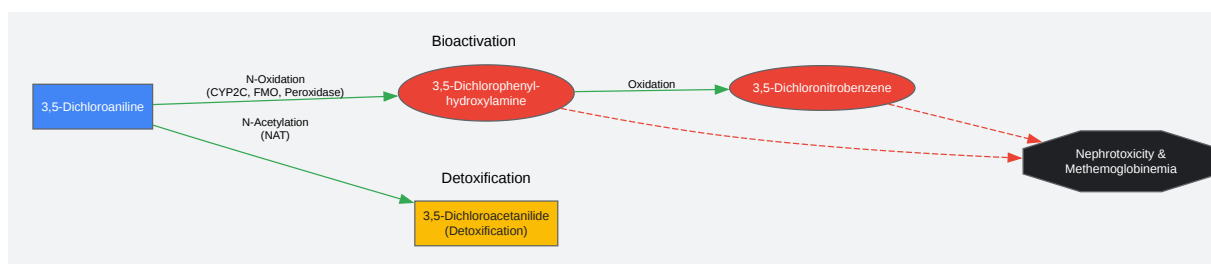 Bioactivation
N-Oxidation
(CYP2C, FMO, Peroxidase)
3,5-Dichloroaniline
3,5-Dichlorophenyl-
hydroxylamine
Oxidation
3,5-Dichloronitrobenzene
N-Acetylation
(NAT)
Nephrotoxicity &
Methemoglobinemia
Detoxification
3,5-Dichloroacetanilide
(Detoxification)